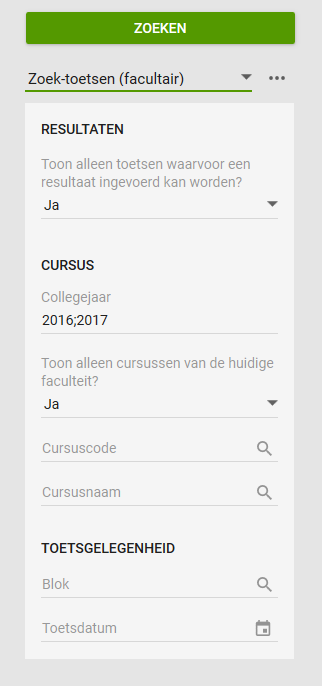 ZOEKEN
Zoek-toetsen (facultair)
RESULTATEN
Toon alleen toetsen waarvoor een
resultaat ingevoerd kan worden?
Ja
CURSUS
Collegejaar
2016;2017
Toon alleen cursussen van de huidige
faculteit?
Ja
Cursuscode
Cursusnaam
TOETSGELEGENHEID
Blok
Toetsdatum